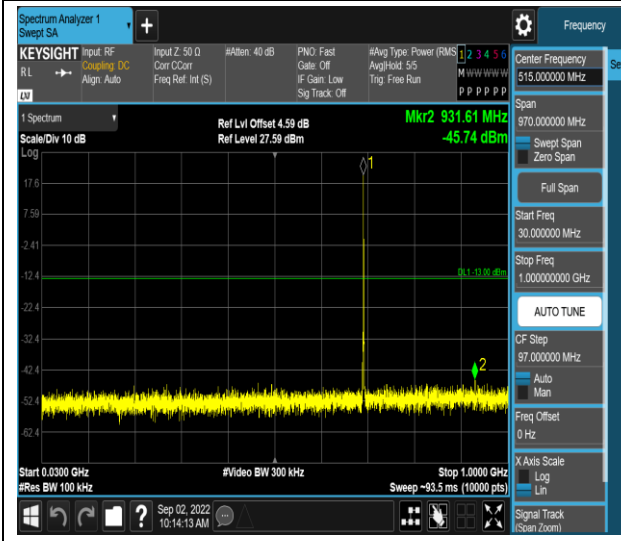 Spectrum Analyzer 1
Swept SA
Frequency
KEYSIGHT
RL
LXI
Input: RF
Coupling: DC
Align: Auto
Input Z: 50 Ω
Corr CCorr
Freq Ref: Int (S)
#Atten: 40 dB
PNO: Fast
Gate: Off
IF Gain: Low
Sig Track: Off
#Avg Type: Power (RMS
Avg|Hold: 5/5
Trig: Free Run
1 2 3 4 5 6
M W W W W W
P P P P P P
1 Spectrum
Scale/Div 10 dB
Log
Ref Lvl Offset 4.59 dB
Ref Level 27.59 dBm
Mkr2 931.61 MHz
-45.74 dBm
1
17.6
7.59
-2.41
-12.4
DL1 -13.00 dBm
-22.4
-32.4
-42.4
2
-52.4
-62.4
Start 0.0300 GHz
#Res BW 100 kHz
#Video BW 300 kHz
Stop 1.0000 GHz
Sweep ~93.5 ms (10000 pts)
Center Frequency
515.000000 MHz
Se
Span
970.000000 MHz
Swept Span
Zero Span
Full Span
Start Freq
30.000000 MHz
Stop Freq
1.000000000 GHz
AUTO TUNE
CF Step
97.000000 MHz
Auto
Man
Freq Offset
0 Hz
X Axis Scale
Log
Lin
Signal Track
(Span Zoom)
?
Sep 02, 2022
10:14:13 AM